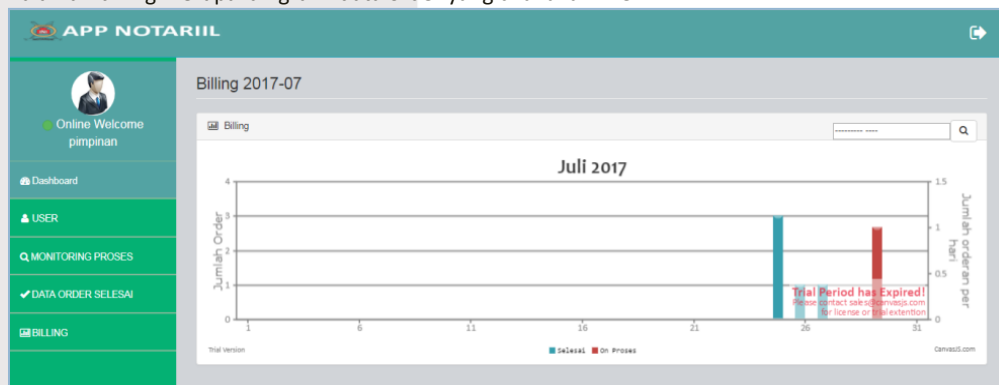 APP NOTARIIL
Online Welcome
pimpinan
Dashboard
USER
MONITORING PROSES
DATA ORDER SELESAI
BILLING
Billing 2017-07
Billing
--------- ----
Juli 2017
Jumlah Order
4
3
2
1
0
1.5
1
0.5
0
Jumlah orderan per
hari
1
6
11
16
21
26
31
Trial Period has Expired!
Please contact sales@canvasjs.com
for license or trial extention
Trial Version
Selesai
On Proses
CanvasJS.com